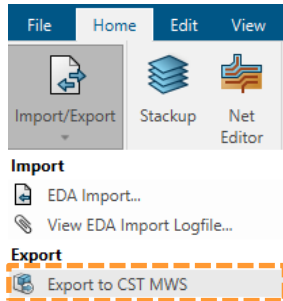 File Home Edit View
Import/Export Stackup Net
Editor
Import
EDA Import...
View EDA Import Logfile...
Export
Export to CST MWS